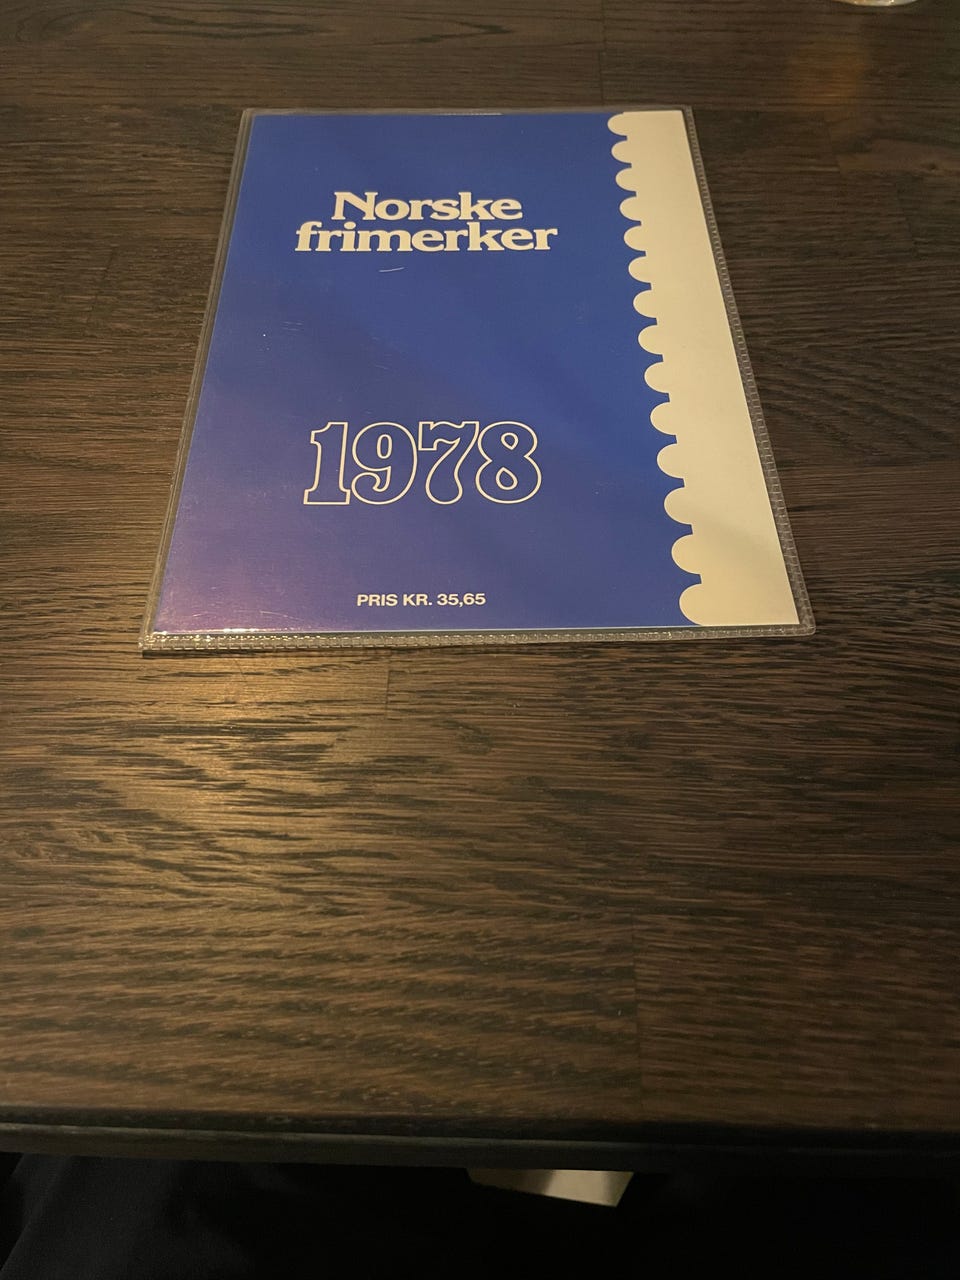 Norske
frimerker
1978
PRIS KR. 35,65